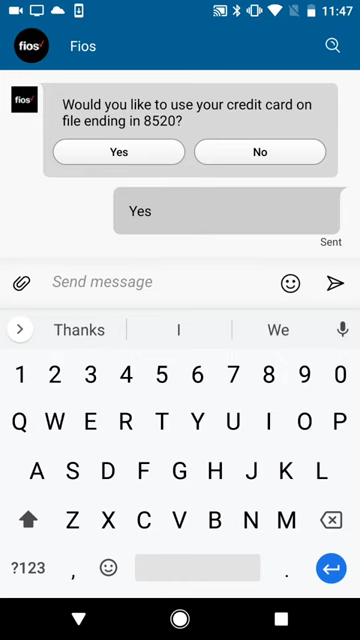 11:47
fios
Fios
fios
Would you like to use your credit card on
file ending in 8520?
Yes No
Yes
Sent
Send message
Thanks I We
1 2 3 4 5 6 7 8 9 0
Q W E R T Y U I O P
A S D F G H J K L
Z X C V B N M
?123 , .